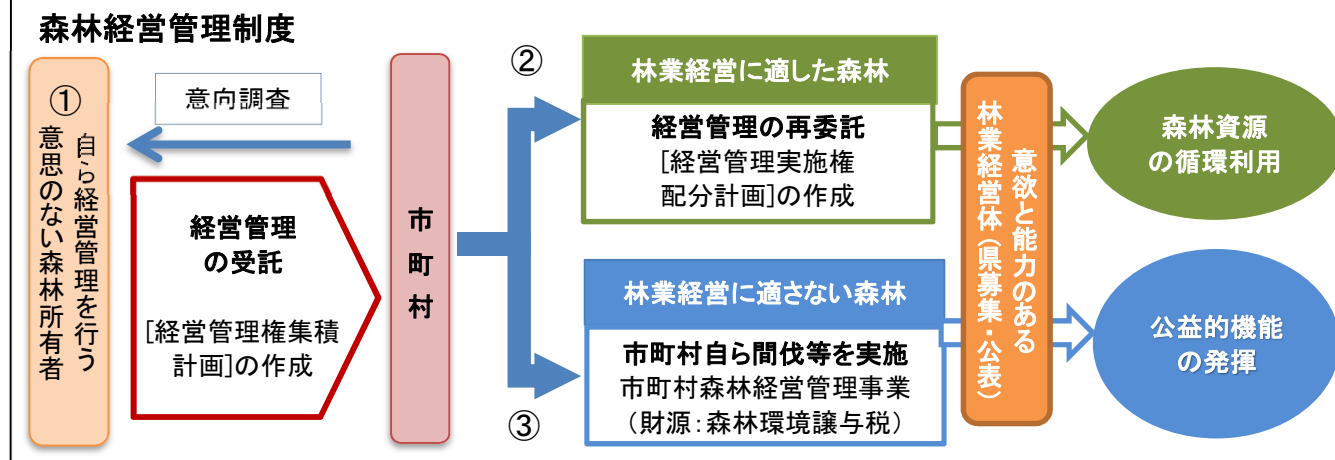 森林経営管理制度
①
自ら経営管理を行う
意思のない森林所有者
意向調査
経営管理
の受託
[経営管理権集積
計画]の作成
市町村
②
林業経営に適した森林
経営管理の再委託
[経営管理実施権
配分計画]の作成
③
林業経営に適さない森林
市町村自ら間伐等を実施
市町村森林経営管理事業
（財源：森林環境譲与税）
意欲と能力のある
林業経営体（県募集・公表）
森林資源
の循環利用
公益的機能
の発揮